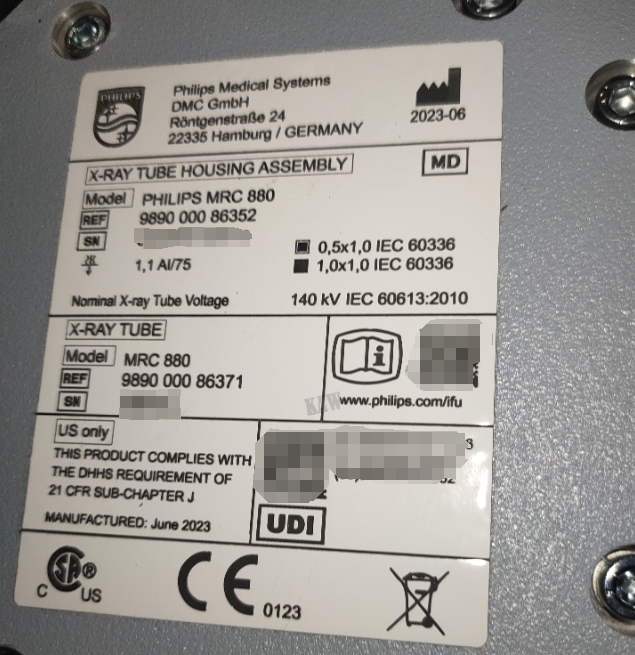 PHILIPS
Philips Medical Systems
DMC GmbH
Röntgenstraße 24
22335 Hamburg / GERMANY
2023-06
X-RAY TUBE HOUSING ASSEMBLY
MD
Model PHILIPS MRC 880
REF 9890 000 86352
SN
0,5x1,0 IEC 60336
1,1 Al/75
1,0x1,0 IEC 60336
Nominal X-ray Tube Voltage 140 kV IEC 60613:2010
X-RAY TUBE
Model MRC 880
REF 9890 000 86371
SN
www.philips.com/ifu
US only
THIS PRODUCT COMPLIES WITH
THE DHHS REQUIREMENT OF
21 CFR SUB-CHAPTER J
MANUFACTURED: June 2023
UDI
C SA ® US
CE 0123